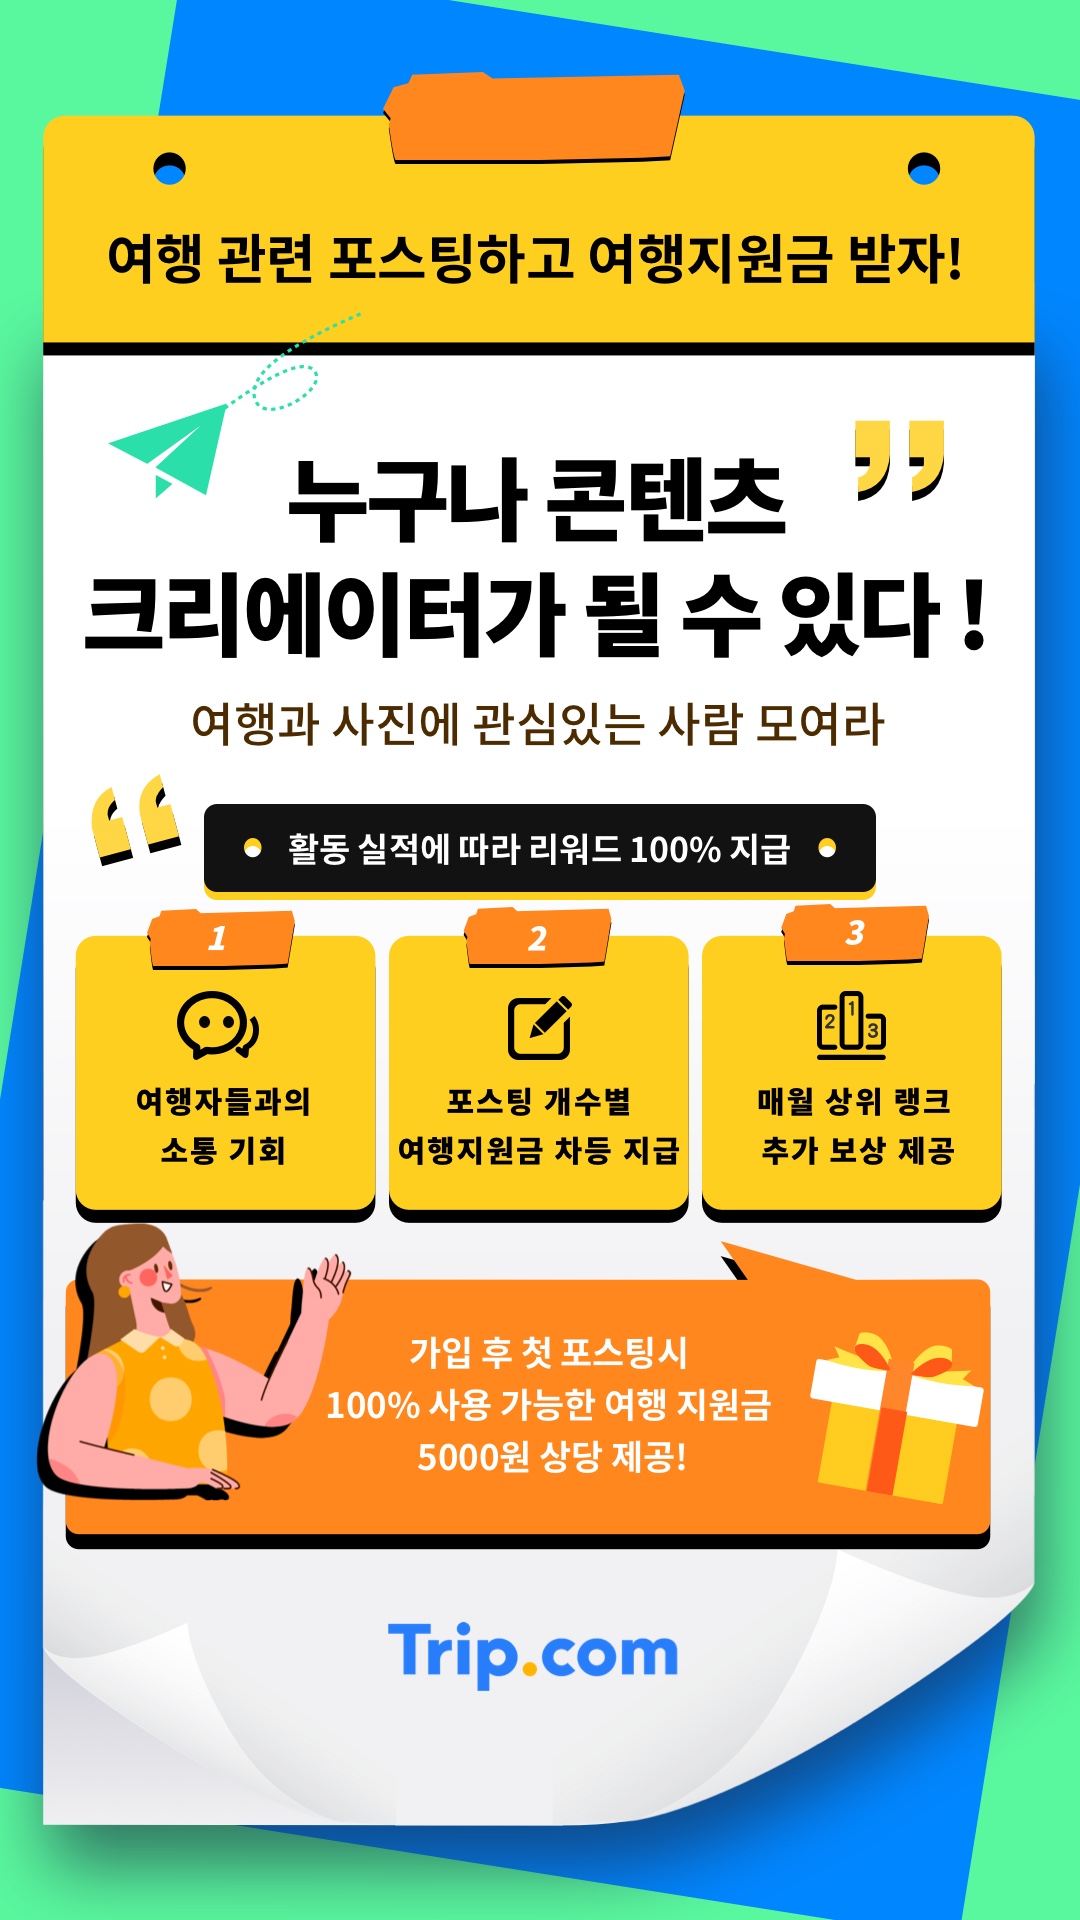 여행 관련 포스팅하고 여행지원금 받자!
누구나 콘텐츠
크리에이터가 될 수 있다 !
여행과 사진에 관심있는 사람 모여라
활동 실적에 따라 리워드 100% 지급
1
여행자들과의
소통 기회
2
포스팅 개수별
여행지원금 차등 지급
3
2 1 3
매월 상위 랭크
추가 보상 제공
가입 후 첫 포스팅시
100% 사용 가능한 여행 지원금
5000원 상당 제공!
Trip.com